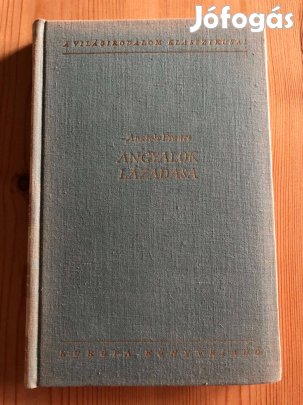 Jófogás
A VILÁGIRODALOM KLASSZIKUSAI
Anatole France
ANGYALOK
LÁZADÁSA
EURÓPA KÖNYVKIADÓ